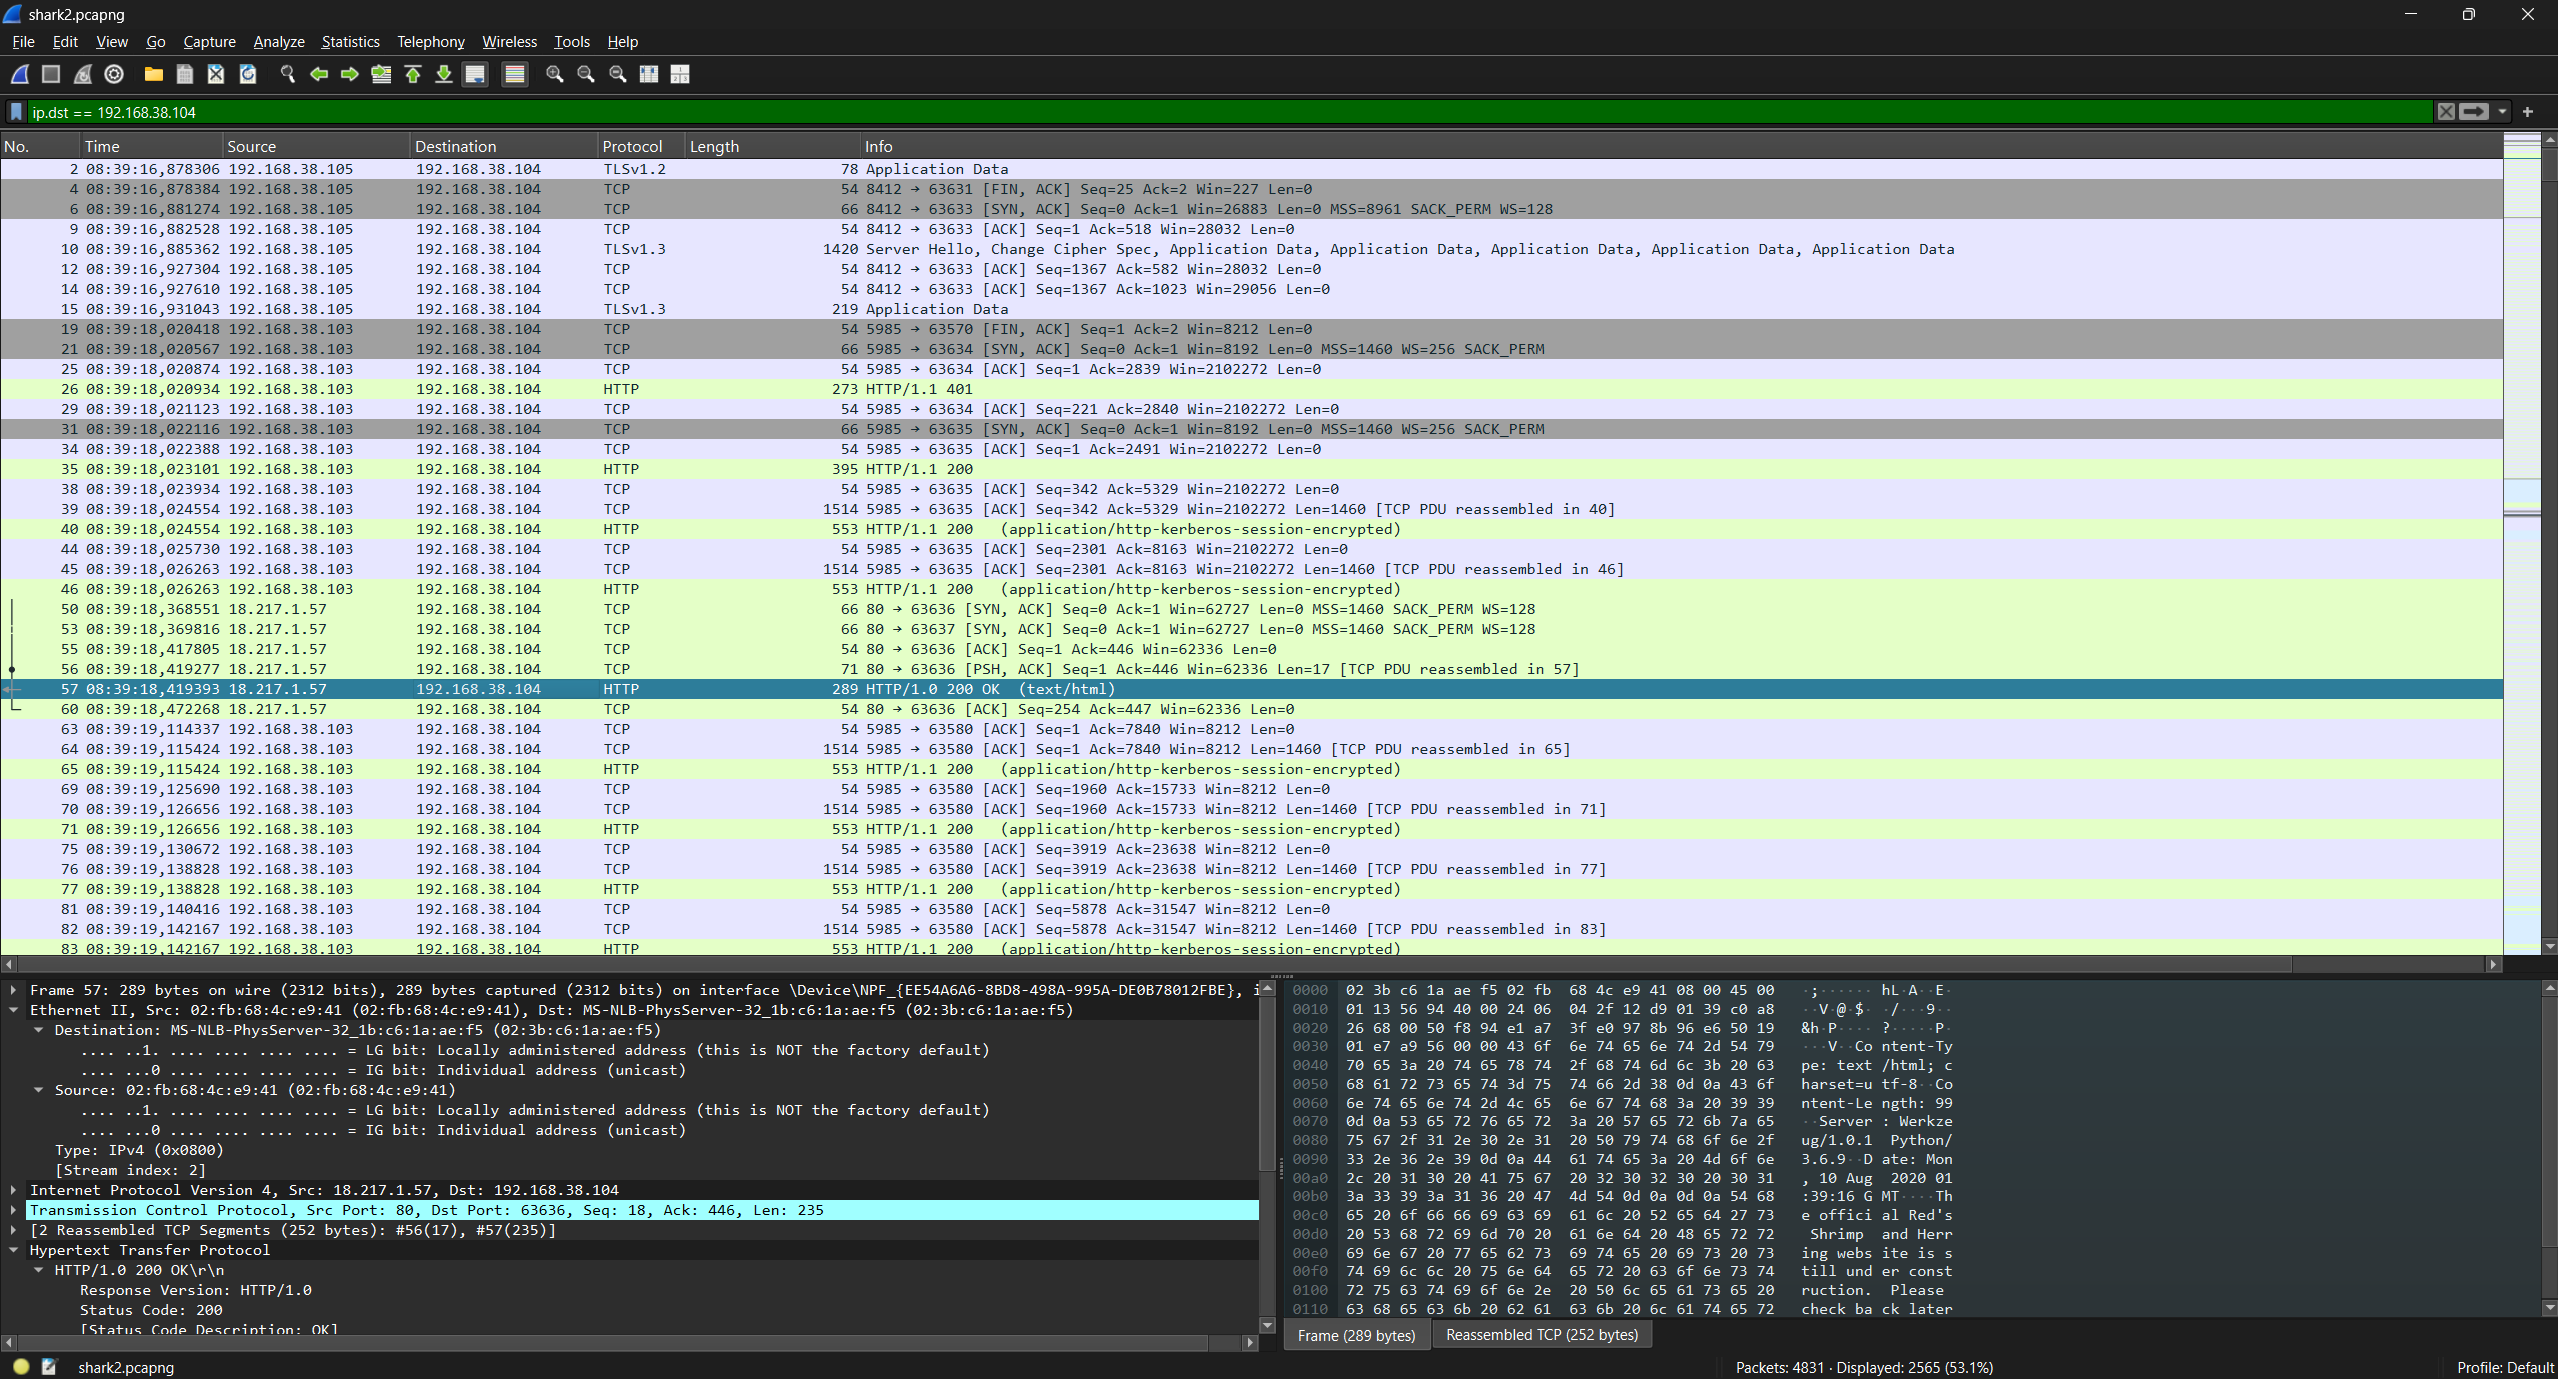 shark2.pcapng
File Edit View Go Capture Analyze Statistics Telephony Wireless Tools Help
ip.dst == 192.168.38.104
No. Time Source Destination Protocol Length Info
2 08:39:16,878306 192.168.38.105 192.168.38.104 TLSv1.2 78 Application Data
4 08:39:16,878384 192.168.38.105 192.168.38.104 TCP 54 8412 → 63631 [FIN, ACK] Seq=25 Ack=2 Win=227 Len=0
6 08:39:16,881274 192.168.38.105 192.168.38.104 TCP 66 8412 → 63633 [SYN, ACK] Seq=0 Ack=1 Win=26883 Len=0 MSS=8961 SACK_PERM WS=128
9 08:39:16,882528 192.168.38.105 192.168.38.104 TCP 54 8412 → 63633 [ACK] Seq=1 Ack=518 Win=28032 Len=0
10 08:39:16,885362 192.168.38.105 192.168.38.104 TLSv1.3 1420 Server Hello, Change Cipher Spec, Application Data, Application Data, Application Data, Application Data, Application Data
12 08:39:16,927304 192.168.38.105 192.168.38.104 TCP 54 8412 → 63633 [ACK] Seq=1367 Ack=582 Win=28032 Len=0
14 08:39:16,927610 192.168.38.105 192.168.38.104 TCP 54 8412 → 63633 [ACK] Seq=1367 Ack=1023 Win=29056 Len=0
15 08:39:16,931043 192.168.38.105 192.168.38.104 TLSv1.3 219 Application Data
19 08:39:18,020418 192.168.38.103 192.168.38.104 TCP 54 5985 → 63570 [FIN, ACK] Seq=1 Ack=2 Win=8212 Len=0
21 08:39:18,020567 192.168.38.103 192.168.38.104 TCP 66 5985 → 63634 [SYN, ACK] Seq=0 Ack=1 Win=8192 Len=0 MSS=1460 WS=256 SACK_PERM
25 08:39:18,020874 192.168.38.103 192.168.38.104 TCP 54 5985 → 63634 [ACK] Seq=1 Ack=2839 Win=2102272 Len=0
26 08:39:18,020934 192.168.38.103 192.168.38.104 HTTP 273 HTTP/1.1 401
29 08:39:18,021123 192.168.38.103 192.168.38.104 TCP 54 5985 → 63634 [ACK] Seq=221 Ack=2840 Win=2102272 Len=0
31 08:39:18,022116 192.168.38.103 192.168.38.104 TCP 66 5985 → 63635 [SYN, ACK] Seq=0 Ack=1 Win=8192 Len=0 MSS=1460 WS=256 SACK_PERM
34 08:39:18,022388 192.168.38.103 192.168.38.104 TCP 54 5985 → 63635 [ACK] Seq=1 Ack=2491 Win=2102272 Len=0
35 08:39:18,023101 192.168.38.103 192.168.38.104 HTTP 395 HTTP/1.1 200
38 08:39:18,023934 192.168.38.103 192.168.38.104 TCP 54 5985 → 63635 [ACK] Seq=342 Ack=5329 Win=2102272 Len=0
39 08:39:18,024554 192.168.38.103 192.168.38.104 TCP 1514 5985 → 63635 [ACK] Seq=342 Ack=5329 Win=2102272 Len=1460 [TCP PDU reassembled in 40]
40 08:39:18,024554 192.168.38.103 192.168.38.104 HTTP 553 HTTP/1.1 200 (application/http-kerberos-session-encrypted)
44 08:39:18,025730 192.168.38.103 192.168.38.104 TCP 54 5985 → 63635 [ACK] Seq=2301 Ack=8163 Win=2102272 Len=0
45 08:39:18,026263 192.168.38.103 192.168.38.104 TCP 1514 5985 → 63635 [ACK] Seq=2301 Ack=8163 Win=2102272 Len=1460 [TCP PDU reassembled in 46]
46 08:39:18,026263 192.168.38.103 192.168.38.104 HTTP 553 HTTP/1.1 200 (application/http-kerberos-session-encrypted)
50 08:39:18,368551 18.217.1.57 192.168.38.104 TCP 66 80 → 63636 [SYN, ACK] Seq=0 Ack=1 Win=62727 Len=0 MSS=1460 SACK_PERM WS=128
53 08:39:18,369816 18.217.1.57 192.168.38.104 TCP 66 80 → 63637 [SYN, ACK] Seq=0 Ack=1 Win=62727 Len=0 MSS=1460 SACK_PERM WS=128
55 08:39:18,417805 18.217.1.57 192.168.38.104 TCP 54 80 → 63636 [ACK] Seq=1 Ack=446 Win=62336 Len=0
56 08:39:18,419277 18.217.1.57 192.168.38.104 TCP 71 80 → 63636 [PSH, ACK] Seq=1 Ack=446 Win=62336 Len=17 [TCP PDU reassembled in 57]
57 08:39:18,419393 18.217.1.57 192.168.38.104 HTTP 289 HTTP/1.0 200 OK (text/html)
60 08:39:18,472268 18.217.1.57 192.168.38.104 TCP 54 80 → 63636 [ACK] Seq=254 Ack=447 Win=62336 Len=0
63 08:39:19,114337 192.168.38.103 192.168.38.104 TCP 54 5985 → 63580 [ACK] Seq=1 Ack=7840 Win=8212 Len=0
64 08:39:19,115424 192.168.38.103 192.168.38.104 TCP 1514 5985 → 63580 [ACK] Seq=1 Ack=7840 Win=8212 Len=1460 [TCP PDU reassembled in 65]
65 08:39:19,115424 192.168.38.103 192.168.38.104 HTTP 553 HTTP/1.1 200 (application/http-kerberos-session-encrypted)
69 08:39:19,125690 192.168.38.103 192.168.38.104 TCP 54 5985 → 63580 [ACK] Seq=1960 Ack=15733 Win=8212 Len=0
70 08:39:19,126656 192.168.38.103 192.168.38.104 TCP 1514 5985 → 63580 [ACK] Seq=1960 Ack=15733 Win=8212 Len=1460 [TCP PDU reassembled in 71]
71 08:39:19,126656 192.168.38.103 192.168.38.104 HTTP 553 HTTP/1.1 200 (application/http-kerberos-session-encrypted)
75 08:39:19,130672 192.168.38.103 192.168.38.104 TCP 54 5985 → 63580 [ACK] Seq=3919 Ack=23638 Win=8212 Len=0
76 08:39:19,138828 192.168.38.103 192.168.38.104 TCP 1514 5985 → 63580 [ACK] Seq=3919 Ack=23638 Win=8212 Len=1460 [TCP PDU reassembled in 77]
77 08:39:19,138828 192.168.38.103 192.168.38.104 HTTP 553 HTTP/1.1 200 (application/http-kerberos-session-encrypted)
81 08:39:19,140416 192.168.38.103 192.168.38.104 TCP 54 5985 → 63580 [ACK] Seq=5878 Ack=31547 Win=8212 Len=0
82 08:39:19,142167 192.168.38.103 192.168.38.104 TCP 1514 5985 → 63580 [ACK] Seq=5878 Ack=31547 Win=8212 Len=1460 [TCP PDU reassembled in 83]
83 08:39:19,142167 192.168.38.103 192.168.38.104 HTTP 553 HTTP/1.1 200 (application/http-kerberos-session-encrypted)
Frame 57: 289 bytes on wire (2312 bits), 289 bytes captured (2312 bits) on interface \Device\NPF_{EE54A6A6-8BD8-498A-995A-DE0B78012FBE}, i
Ethernet II, Src: 02:fb:68:4c:e9:41 (02:fb:68:4c:e9:41), Dst: MS-NLB-PhysServer-32_1b:c6:1a:ae:f5 (02:3b:c6:1a:ae:f5)
Destination: MS-NLB-PhysServer-32_1b:c6:1a:ae:f5 (02:3b:c6:1a:ae:f5)
.... ..1. .... .... .... .... = LG bit: Locally administered address (this is NOT the factory default)
.... ...0 .... .... .... .... = IG bit: Individual address (unicast)
Source: 02:fb:68:4c:e9:41 (02:fb:68:4c:e9:41)
.... ..1. .... .... .... .... = LG bit: Locally administered address (this is NOT the factory default)
.... ...0 .... .... .... .... = IG bit: Individual address (unicast)
Type: IPv4 (0x0800)
[Stream index: 2]
Internet Protocol Version 4, Src: 18.217.1.57, Dst: 192.168.38.104
Transmission Control Protocol, Src Port: 80, Dst Port: 63636, Seq: 18, Ack: 446, Len: 235
[2 Reassembled TCP Segments (252 bytes): #56(17), #57(235)]
Hypertext Transfer Protocol
HTTP/1.0 200 OK\r\n
Response Version: HTTP/1.0
Status Code: 200
[Status Code Description: OK]
0000 02 3b c6 1a ae f5 02 fb 68 4c e9 41 08 00 45 00 ·;······ hL·A··E·
0010 01 13 56 94 40 00 24 06 04 2f 12 d9 01 39 c0 a8 ··V·@·$· ·/···9··
0020 26 68 00 50 f8 94 e1 a7 3f e0 97 8b 96 e6 50 19 &h·P···· ?·····P·
0030 01 e7 a9 56 00 00 43 6f 6e 74 65 6e 74 2d 54 79 ···V··Co ntent-Ty
0040 70 65 3a 20 74 65 78 74 2f 68 74 6d 6c 3b 20 63 pe: text /html; c
0050 68 61 72 73 65 74 3d 75 74 66 2d 38 0d 0a 43 6f harset=u tf-8··Co
0060 6e 74 65 6e 74 2d 4c 65 6e 67 74 68 3a 20 39 39 ntent-Le ngth: 99
0070 0d 0a 53 65 72 76 65 72 3a 20 57 65 72 6b 7a 65 ··Server : Werkze
0080 75 67 2f 31 2e 30 2e 31 20 50 79 74 68 6f 6e 2f ug/1.0.1 Python/
0090 33 2e 36 2e 39 0d 0a 44 61 74 65 3a 20 4d 6f 6e 3.6.9··D ate: Mon
00a0 2c 20 31 30 20 41 75 67 20 32 30 32 30 20 30 31 , 10 Aug 2020 01
00b0 3a 33 39 3a 31 36 20 47 4d 54 0d 0a 0d 0a 54 68 :39:16 G MT····Th
00c0 65 20 6f 66 66 69 63 69 61 6c 20 52 65 64 27 73 e offici al Red's
00d0 20 53 68 72 69 6d 70 20 61 6e 64 20 48 65 72 72 Shrimp and Herr
00e0 69 6e 67 20 77 65 62 73 69 74 65 20 69 73 20 73 ing webs ite is s
00f0 74 69 6c 6c 20 75 6e 64 65 72 20 63 6f 6e 73 74 till und er const
0100 72 75 63 74 69 6f 6e 2e 20 50 6c 65 61 73 65 20 ruction. Please
0110 63 68 65 63 6b 20 62 61 63 6b 20 6c 61 74 65 72 check ba ck later
Frame (289 bytes) Reassembled TCP (252 bytes)
shark2.pcapng Packets: 4831 · Displayed: 2565 (53.1%) Profile: Default